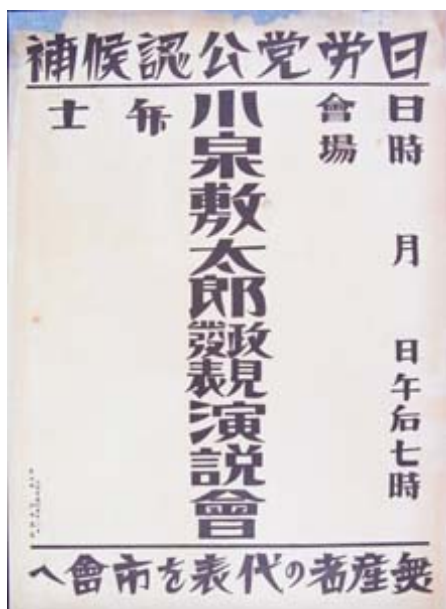 日労党公認候補
日時 月 日午后七時
會場
小泉敷太郎政見發表演説會
弁士
無産者の代表を市會へ